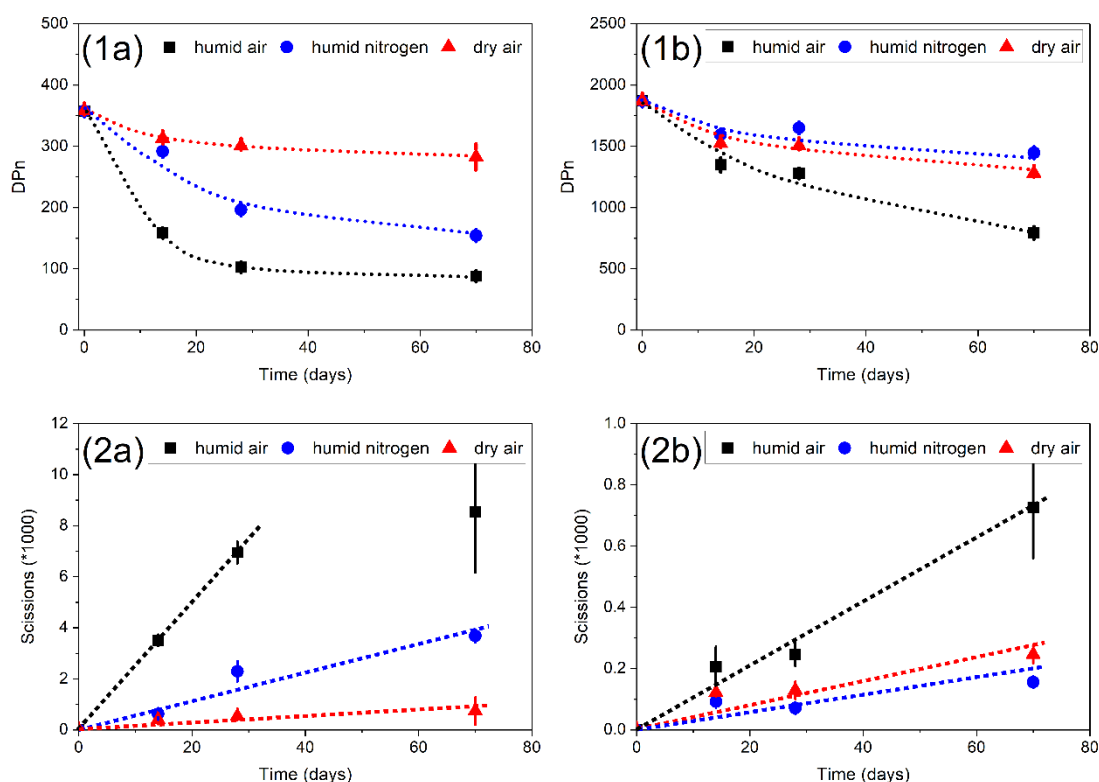 (1a)
humid air humid nitrogen dry air
500
400
300
200
100
0
DPn
0 20 40 60 80
Time (days)
(1b)
humid air humid nitrogen dry air
2500
2000
1500
1000
500
0
DPn
0 20 40 60 80
Time (days)
(2a)
humid air humid nitrogen dry air
12
10
8
6
4
2
0
Scissions (*1000)
0 20 40 60 80
Time (days)
(2b)
humid air humid nitrogen dry air
1.0
0.8
0.6
0.4
0.2
0.0
Scissions (*1000)
0 20 40 60 80
Time (days)